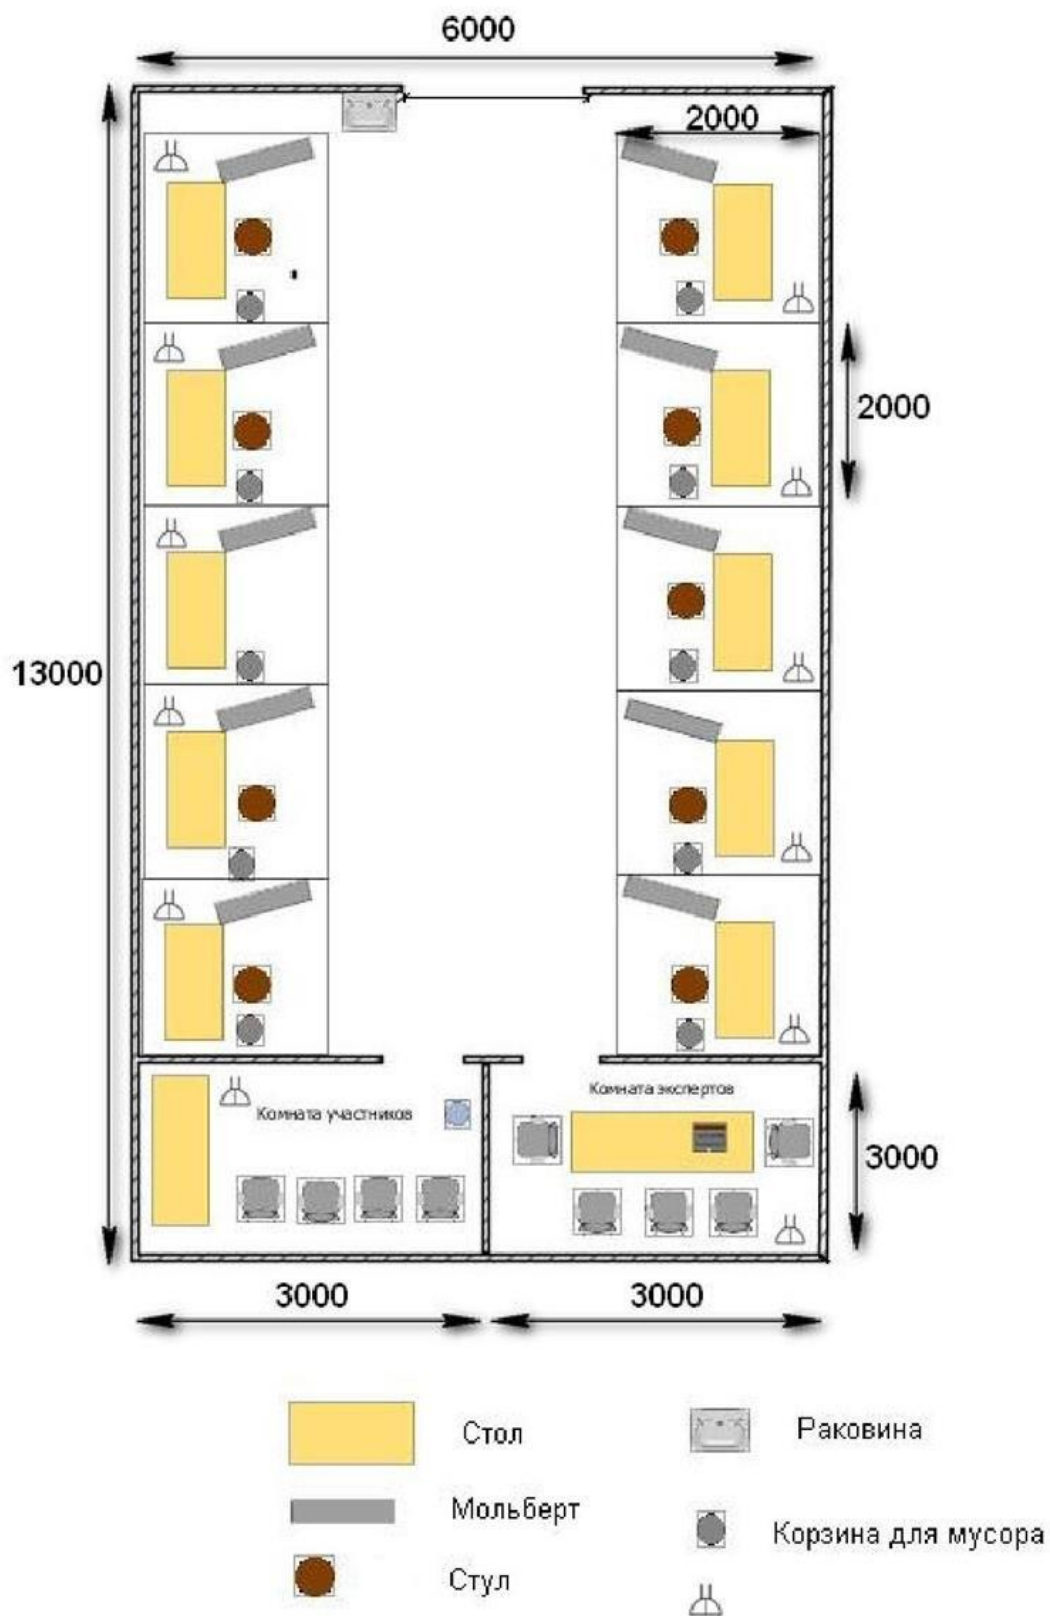 6000
2000
2000
13000
Комната экспертов
Комната участников
3000
3000
3000
Стол
Раковина
Мольберт
Корзина для мусора
Стул